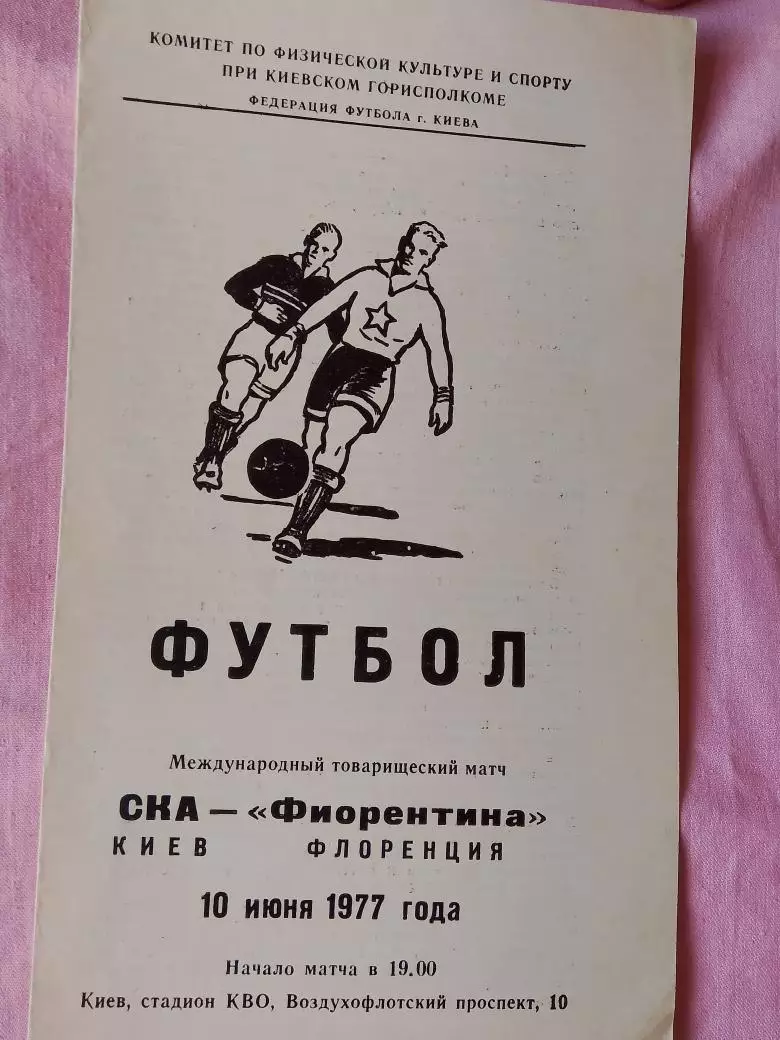 КОМИТЕТ ПО ФИЗИЧЕСКОЙ КУЛЬТУРЕ И СПОРТУ
ПРИ КИЕВСКОМ ГОРИСПОЛКОМЕ
ФЕДЕРАЦИЯ ФУТБОЛА г. КИЕВА
ФУТБОЛ
Международный товарищеский матч
СКА — «Фиорентина»
КИЕВ ФЛОРЕНЦИЯ
10 июня 1977 года
Начало матча в 19.00
Киев, стадион КВО, Воздухофлотский проспект, 10